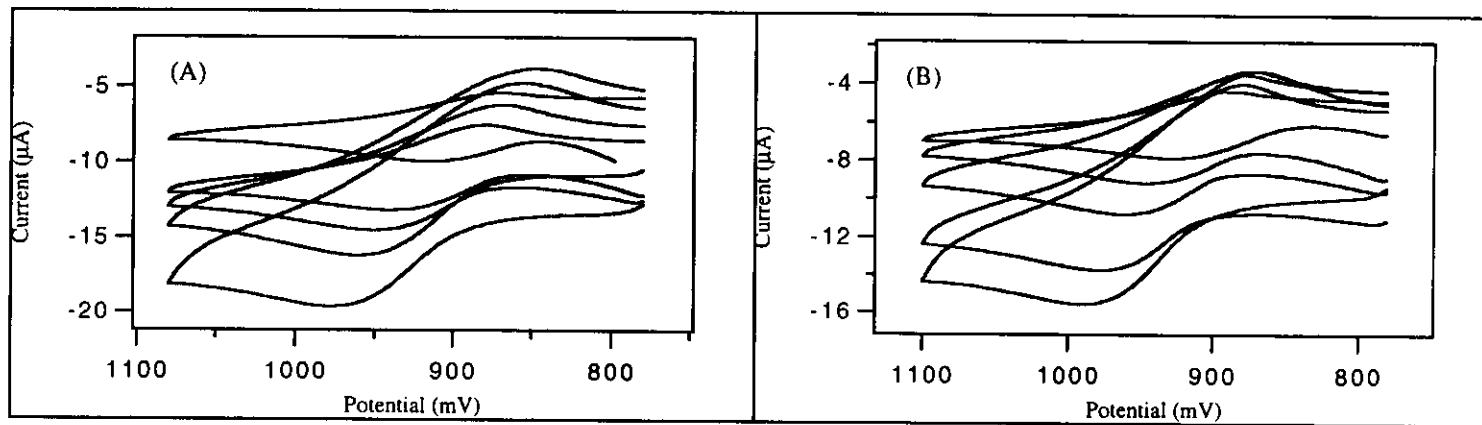 (A)
Current (μA)
-5
-10
-15
-20
1100
1000
900
800
Potential (mV)
(B)
Current (μA)
-4
-8
-12
-16
1100
1000
900
800
Potential (mV)